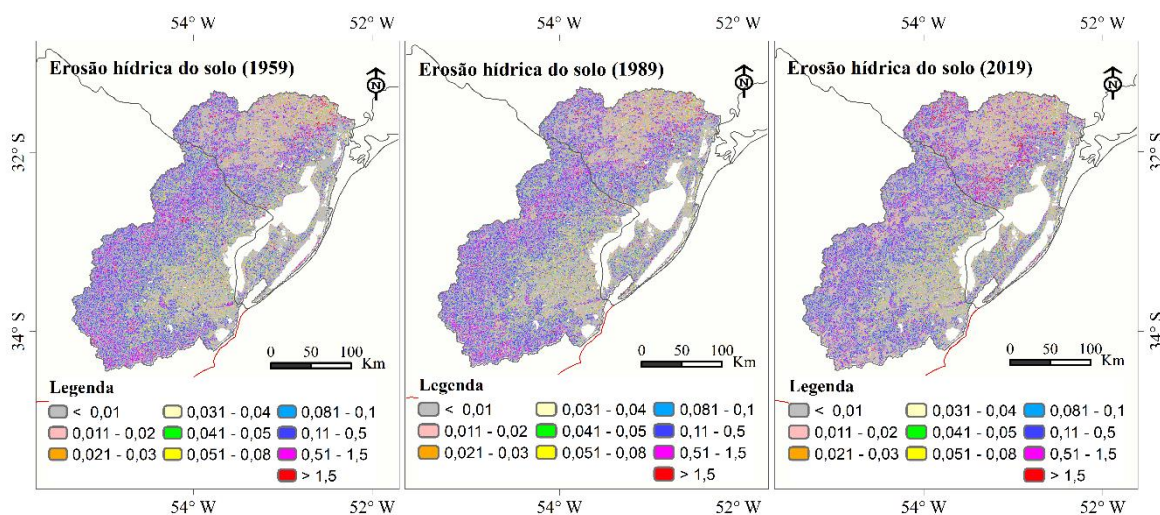 54° W
52° W
54° W
52° W
54° W
52° W
Erosão hídrica do solo (1959)
N
32° S
34° S
0 50 100
Km
Legenda
< 0,01
0,011 - 0,02
0,021 - 0,03
0,031 - 0,04
0,041 - 0,05
0,051 - 0,08
0,081 - 0,1
0,11 - 0,5
0,51 - 1,5
> 1,5
Erosão hídrica do solo (1989)
N
0 50 100
Km
Legenda
< 0,01
0,011 - 0,02
0,021 - 0,03
0,031 - 0,04
0,041 - 0,05
0,051 - 0,08
0,081 - 0,1
0,11 - 0,5
0,51 - 1,5
> 1,5
Erosão hídrica do solo (2019)
N
32° S
34° S
0 50 100
Km
Legenda
< 0,01
0,011 - 0,02
0,021 - 0,03
0,031 - 0,04
0,041 - 0,05
0,051 - 0,08
0,081 - 0,1
0,11 - 0,5
0,51 - 1,5
> 1,5
54° W
52° W
54° W
52° W
54° W
52° W